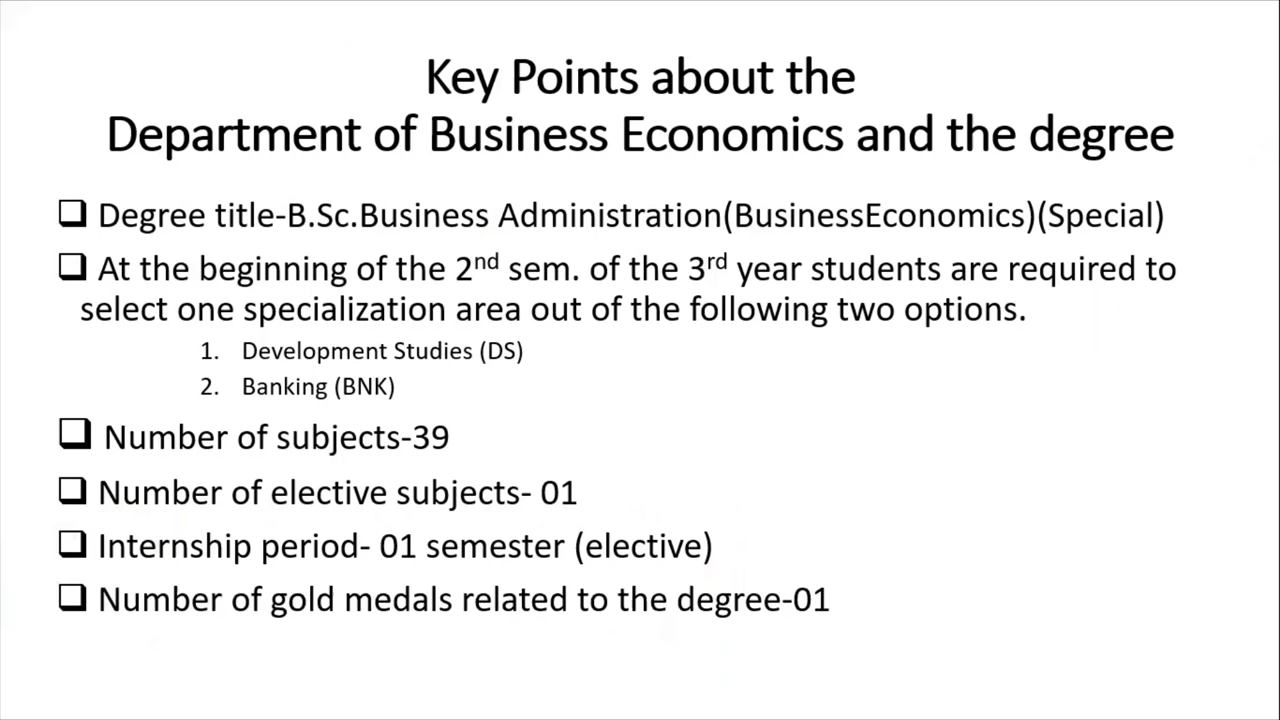 Key Points about the
Department of Business Economics and the degree
❑ Degree title-B.Sc.Business Administration(BusinessEconomics)(Special)
❑ At the beginning of the 2nd sem. of the 3rd year students are required to
select one specialization area out of the following two options.
1. Development Studies (DS)
2. Banking (BNK)
❑ Number of subjects-39
❑ Number of elective subjects- 01
❑ Internship period- 01 semester (elective)
❑ Number of gold medals related to the degree-01